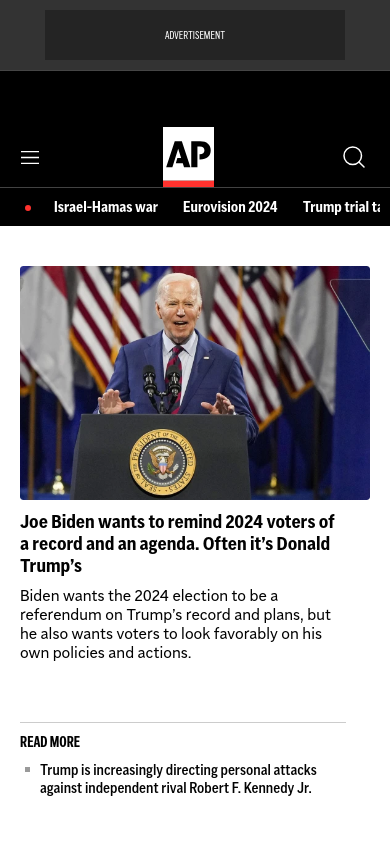 ADVERTISEMENT
AP
Israel-Hamas war Eurovision 2024 Trump trial
Joe Biden wants to remind 2024 voters of
a record and an agenda. Often it’s Donald
Trump’s
Biden wants the 2024 election to be a
referendum on Trump’s record and plans, but
he also wants voters to look favorably on his
own policies and actions.
READ MORE
Trump is increasingly directing personal attacks
against independent rival Robert F. Kennedy Jr.